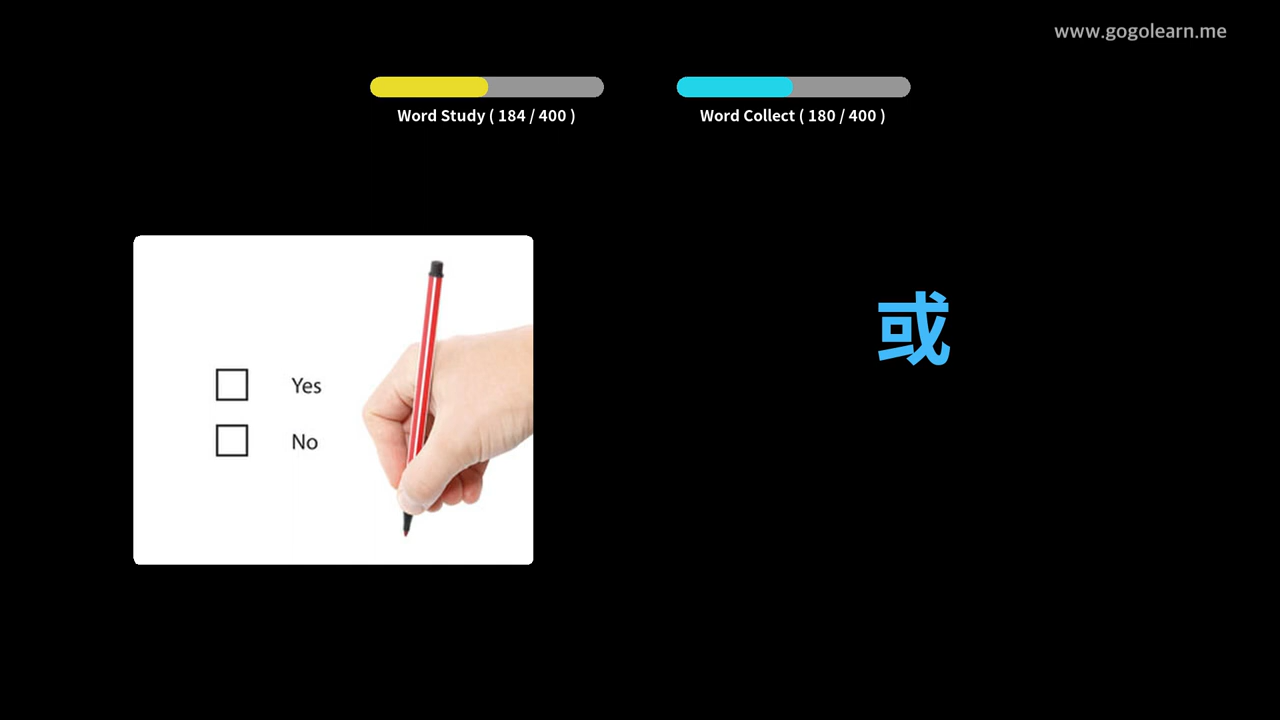 www.gogolearn.me
Word Study ( 184 / 400 )
Word Collect ( 180 / 400 )
Yes
No
或